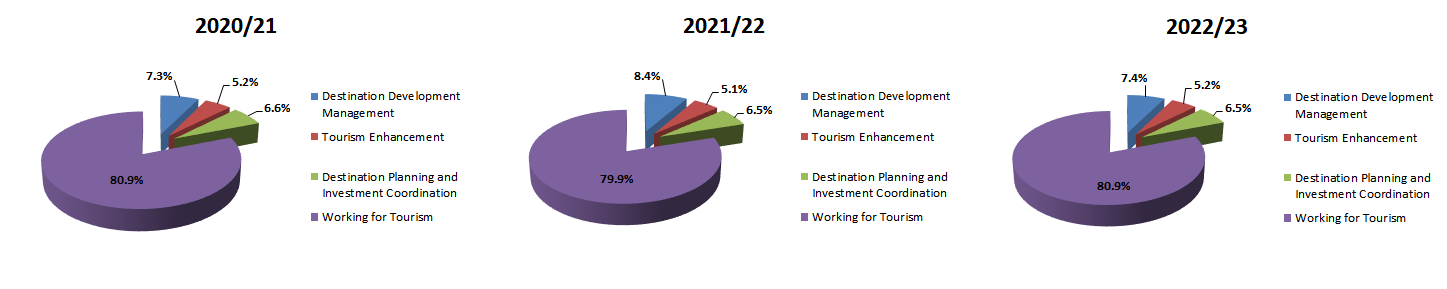 2020/21
7.3%
5.2%
6.6%
80.9%
Destination Development
Management
Tourism Enhancement
Destination Planning and
Investment Coordination
Working for Tourism
2021/22
8.4%
5.1%
6.5%
79.9%
Destination Development
Management
Tourism Enhancement
Destination Planning and
Investment Coordination
Working for Tourism
2022/23
7.4%
5.2%
6.5%
80.9%
Destination Development
Management
Tourism Enhancement
Destination Planning and
Investment Coordination
Working for Tourism